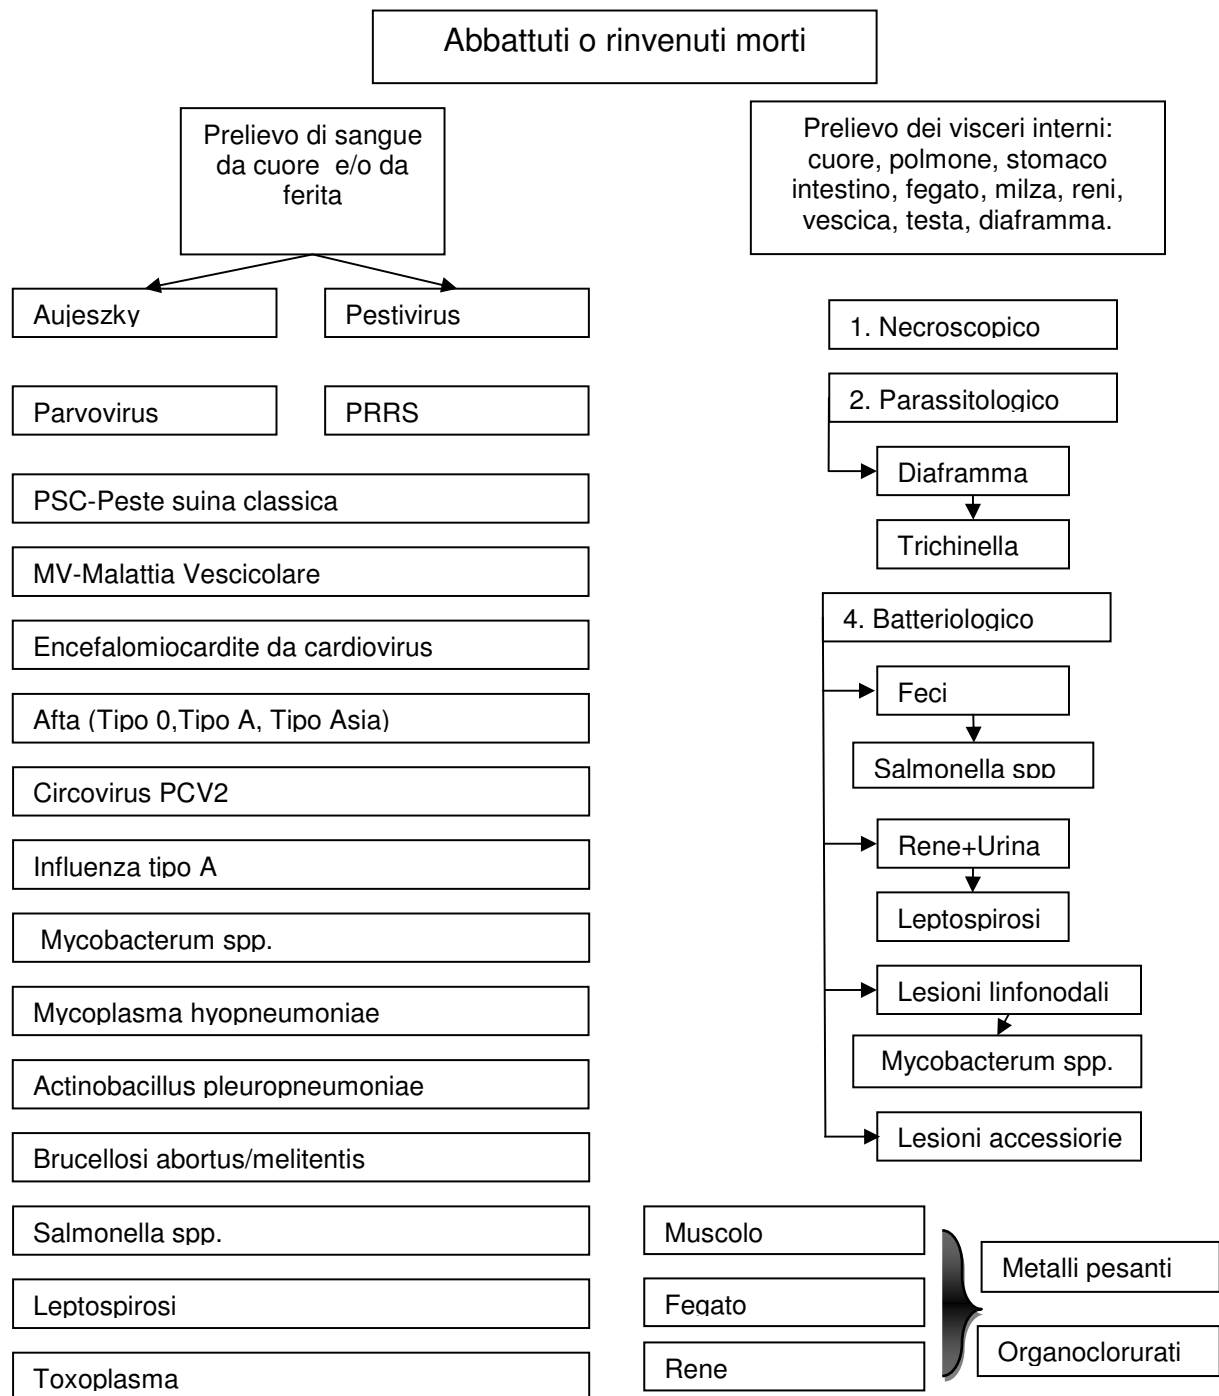 Abbattuti o rinvenuti morti
Prelievo di sangue
da cuore e/o da
ferita
Prelievo dei visceri interni:
cuore, polmone, stomaco
intestino, fegato, milza, reni,
vescica, testa, diaframma.
Aujeszky
Pestivirus
Parvovirus
PRRS
PSC-Peste suina classica
MV-Malattia Vescicolare
Encefalomiocardite da cardiovirus
Afta (Tipo 0,Tipo A, Tipo Asia)
Circovirus PCV2
Influenza tipo A
Mycobacterum spp.
Mycoplasma hyopneumoniae
Actinobacillus pleuropneumoniae
Brucellosi abortus/melitentis
Salmonella spp.
Leptospirosi
Toxoplasma
1. Necroscopico
2. Parassitologico
Diaframma
Trichinella
4. Batteriologico
Feci
Salmonella spp
Rene+Urina
Leptospirosi
Lesioni linfonodali
Mycobacterum spp.
Lesioni accessiorie
Muscolo
Fegato
Rene
Metalli pesanti
Organoclorurati